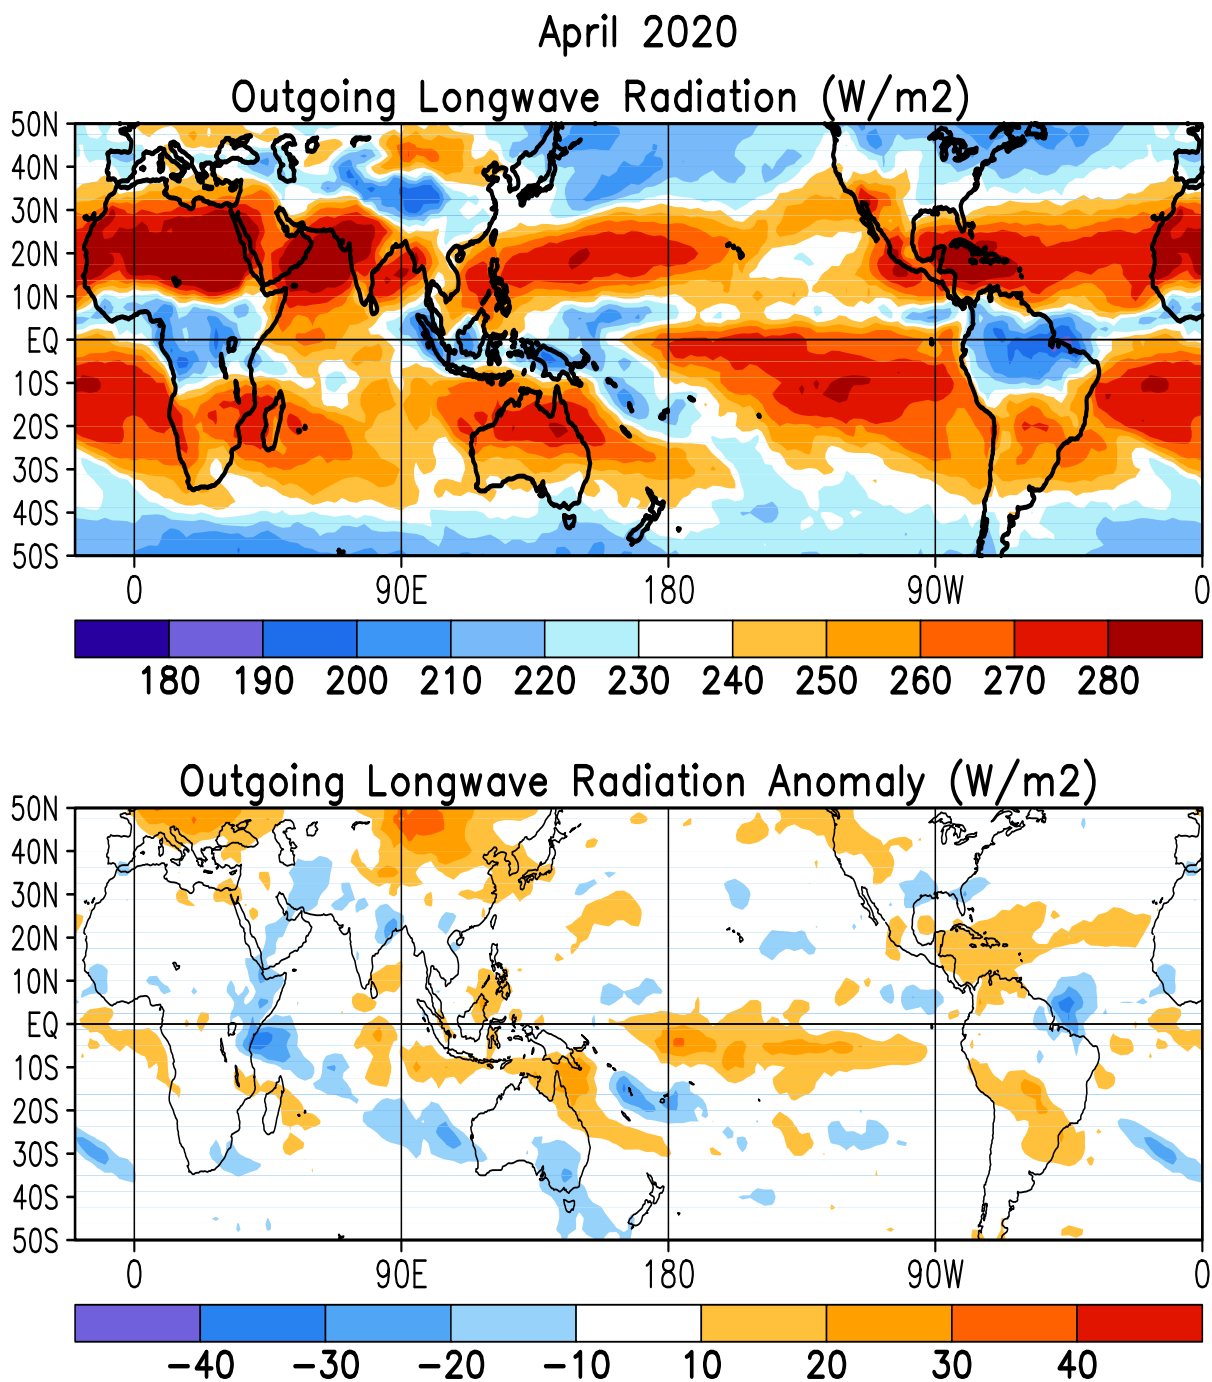 April 2020
Outgoing Longwave Radiation (W/m2)
50N
40N
30N
20N
10N
EQ
10S
20S
30S
40S
50S
0 90E 180 90W 0
180 190 200 210 220 230 240 250 260 270 280
Outgoing Longwave Radiation Anomaly (W/m2)
50N
40N
30N
20N
10N
EQ
10S
20S
30S
40S
50S
0 90E 180 90W 0
−40 −30 −20 −10 10 20 30 40